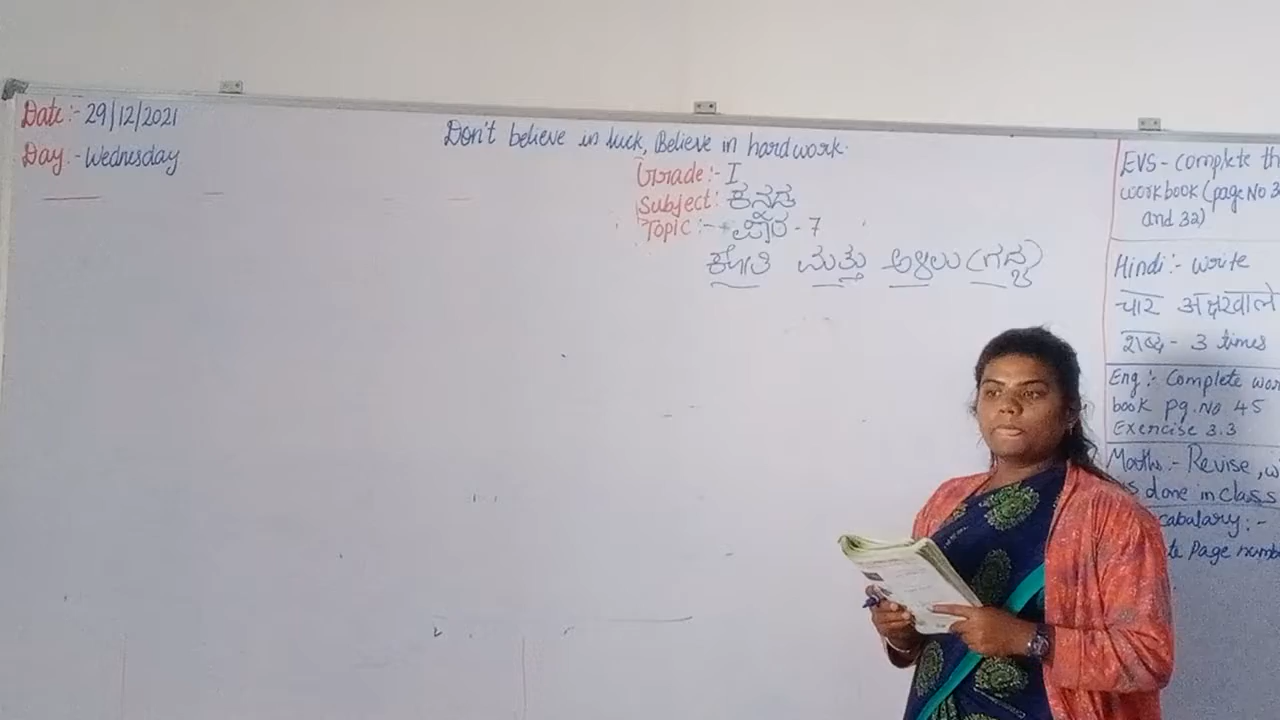 Date:- 29/12/2021
Day:- Wednesday
Don't believe in luck, Believe in hardwork.
Grade:- I
Subject: ಕನ್ನಡ
Topic:- ಪಾಠ - 7
ಕೋತಿ ಮತ್ತು ಅಳಿಲು (ಗದ್ಯ)
EVS - complete th
workbook (page No 3
and 32)
Hindi:- write
चार अक्षरवाले
शब्द - 3 times
Eng:- Complete wor
book pg.No 45
Exercise 3.3
Maths:- Revise, w
done in class
cabalary:-
Page numb